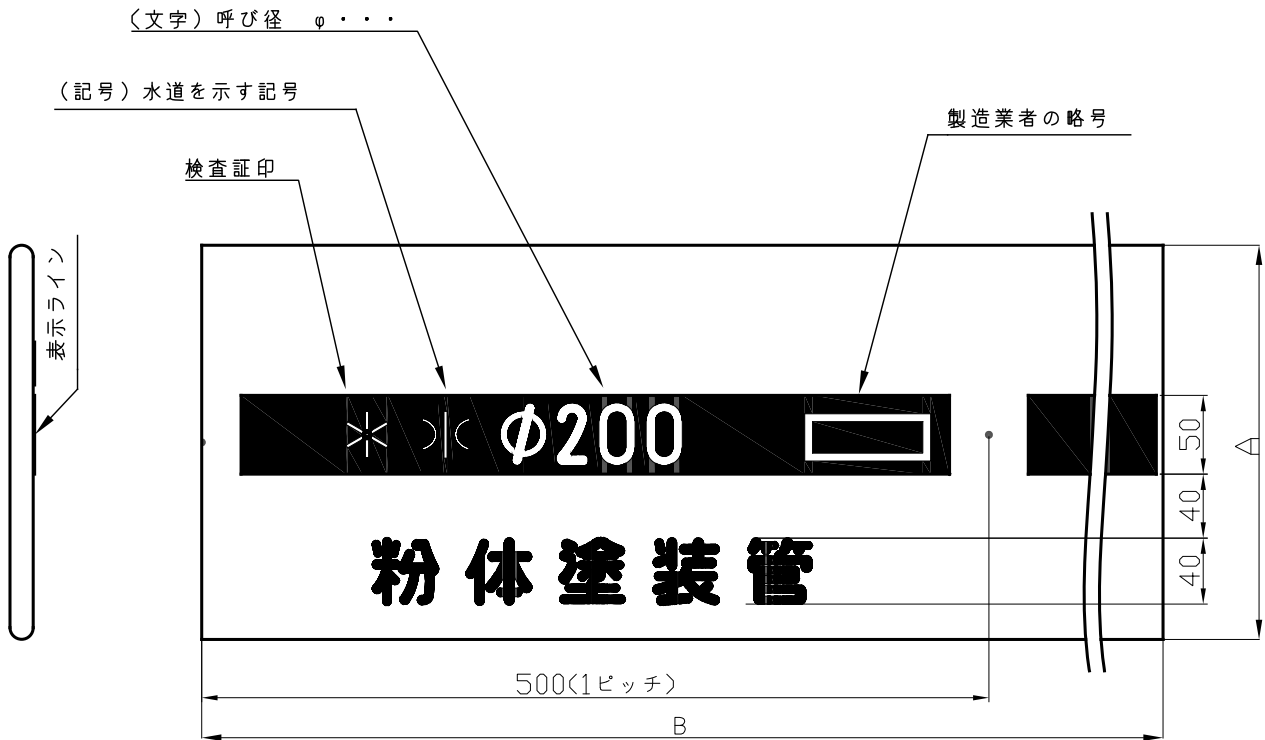 (文字) 呼び径 φ・・・
(記号) 水道を示す記号
製造業者の略号
検査証印
表示ライン
φ200
50
A
40
粉体塗装管
40
500(1ピッチ)
B